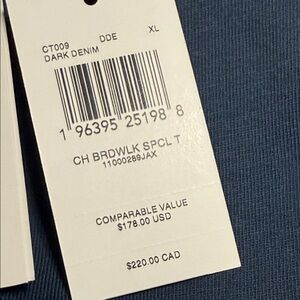 CT009 DDE XL
DARK DENIM
1 96395 25198 8
CH BRDWLK SPCL T
11000289JAX
COMPARABLE VALUE
$178.00 USD
$220.00 CAD